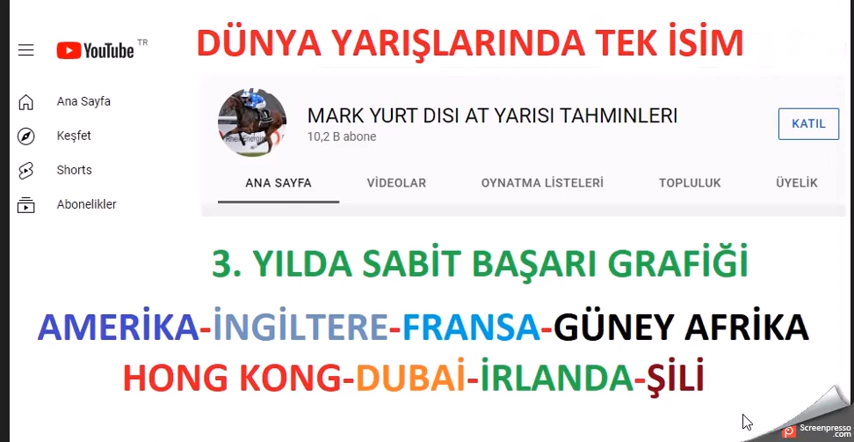 YouTube TR
DÜNYA YARIŞLARINDA TEK İSİM
Ana Sayfa
Keşfet
Shorts
Abonelikler
MARK YURT DISI AT YARISI TAHMINLERI
10,2 B abone
KATIL
ANA SAYFA VİDEOLAR OYNATMA LİSTELERİ TOPLULUK ÜYELİK
3. YILDA SABİT BAŞARI GRAFİĞİ
AMERİKA-İNGİLTERE-FRANSA-GÜNEY AFRİKA
HONG KONG-DUBAİ-İRLANDA-ŞİLİ
Screenpresso
.com